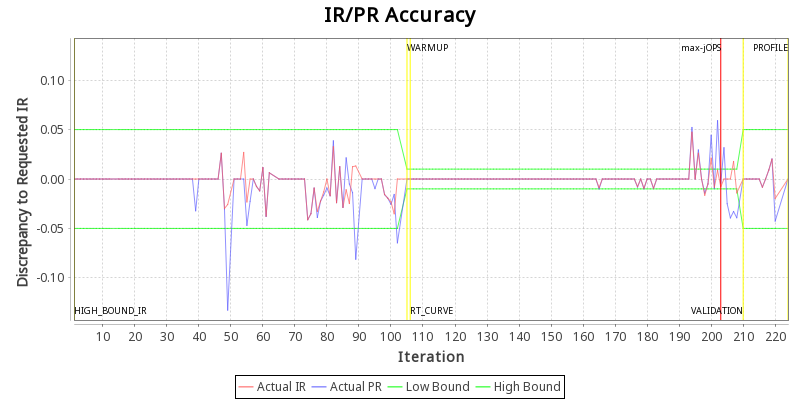 IR/PR Accuracy
Discrepancy to Requested IR
0.10
0.05
0.00
-0.05
-0.10
WARMUP
max-jOPS
PROFILE
HIGH_BOUND_IR
RT_CURVE
VALIDATION
10 20 30 40 50 60 70 80 90 100 110 120 130 140 150 160 170 180 190 200 210 220
Iteration
Actual IR Actual PR Low Bound High Bound